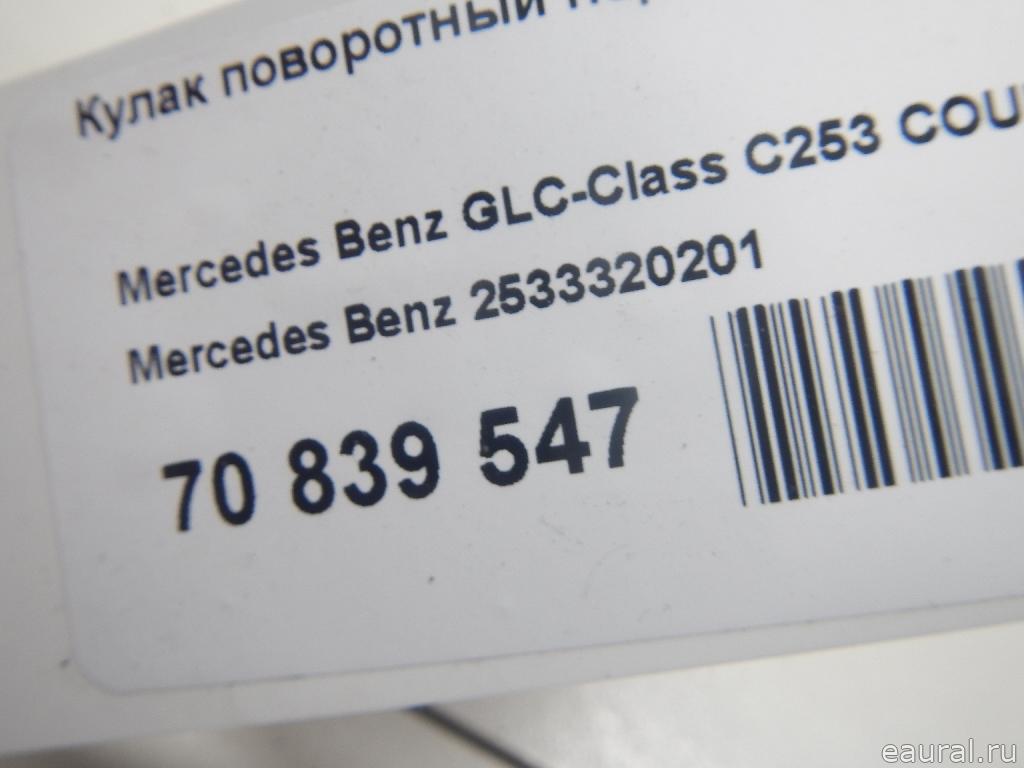 Кулак поворотный
Mercedes Benz GLC-Class C253 COU
Mercedes Benz 2533320201
70 839 547
eaural.ru